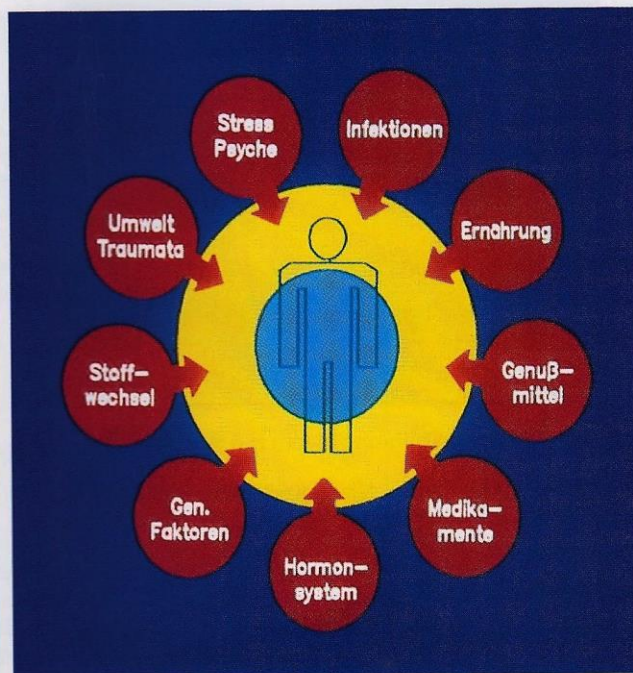 Stress
Psyche
Infektionen
Ernährung
Genuß-
mittel
Medika-
mente
Hormon-
system
Gen.
Faktoren
Stoff-
wechsel
Umwelt
Traumata